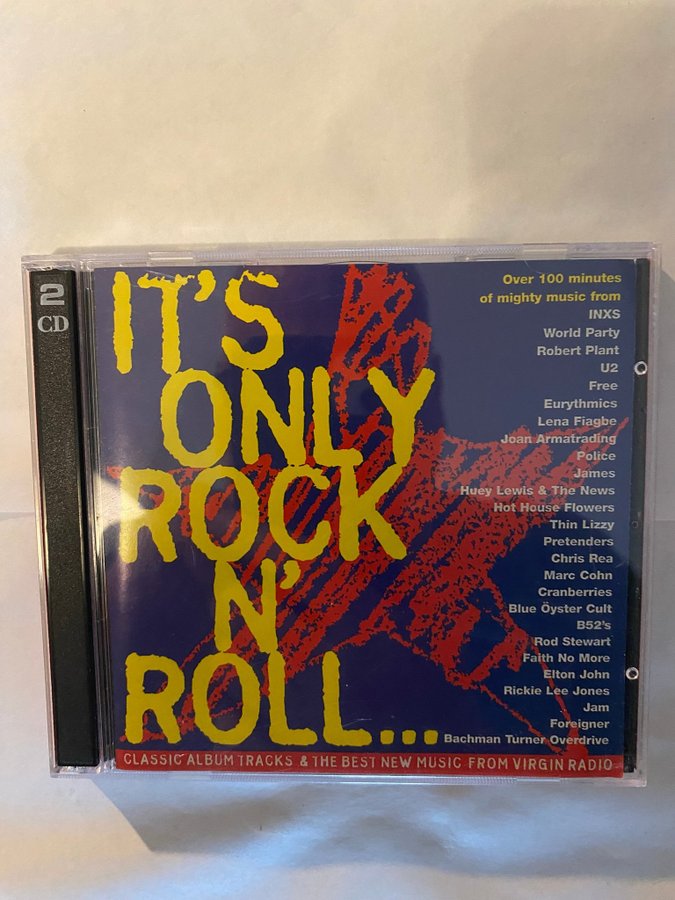 2
CD
IT'S
ONLY
ROCK
N'
ROLL...
Over 100 minutes
of mighty music from
INXS
World Party
Robert Plant
U2
Free
Eurythmics
Lena Fiagbe
Joan Armatrading
Police
James
Huey Lewis & The News
Hot House Flowers
Thin Lizzy
Pretenders
Chris Rea
Marc Cohn
Cranberries
Blue Öyster Cult
B52's
Rod Stewart
Faith No More
Elton John
Rickie Lee Jones
Jam
Foreigner
Bachman Turner Overdrive
CLASSIC ALBUM TRACKS & THE BEST NEW MUSIC FROM VIRGIN RADIO